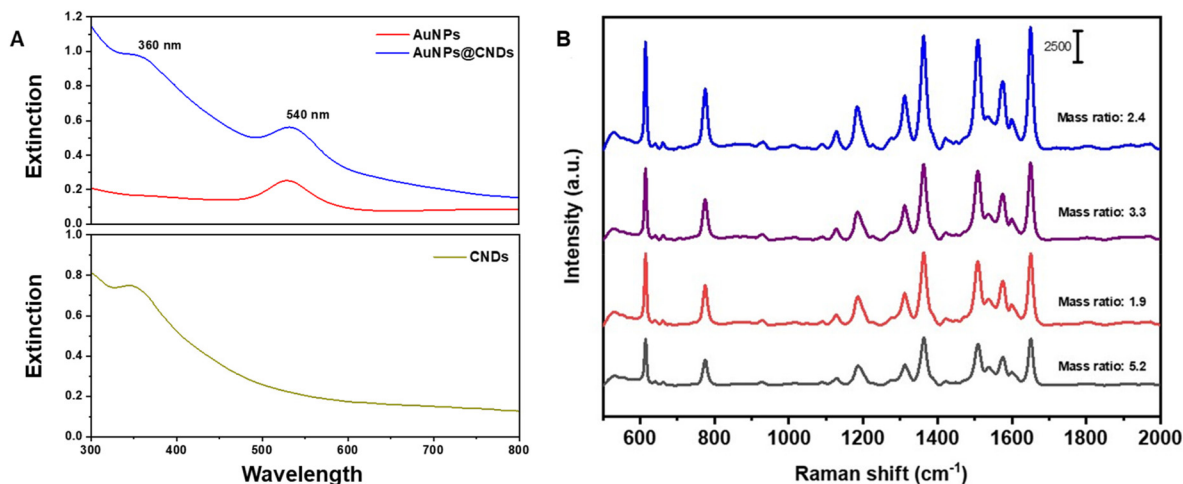 A
Extinction
1.2
1.0
0.8
0.6
0.4
0.2
0.0
360 nm
540 nm
AuNPs
AuNPs@CNDs
Extinction
1.0
0.8
0.6
0.4
0.2
0.0
CNDs
300 400 500 600 700 800
Wavelength
B
Intensity (a.u.)
2500
Mass ratio: 2.4
Mass ratio: 3.3
Mass ratio: 1.9
Mass ratio: 5.2
600 800 1000 1200 1400 1600 1800 2000
Raman shift (cm⁻¹)